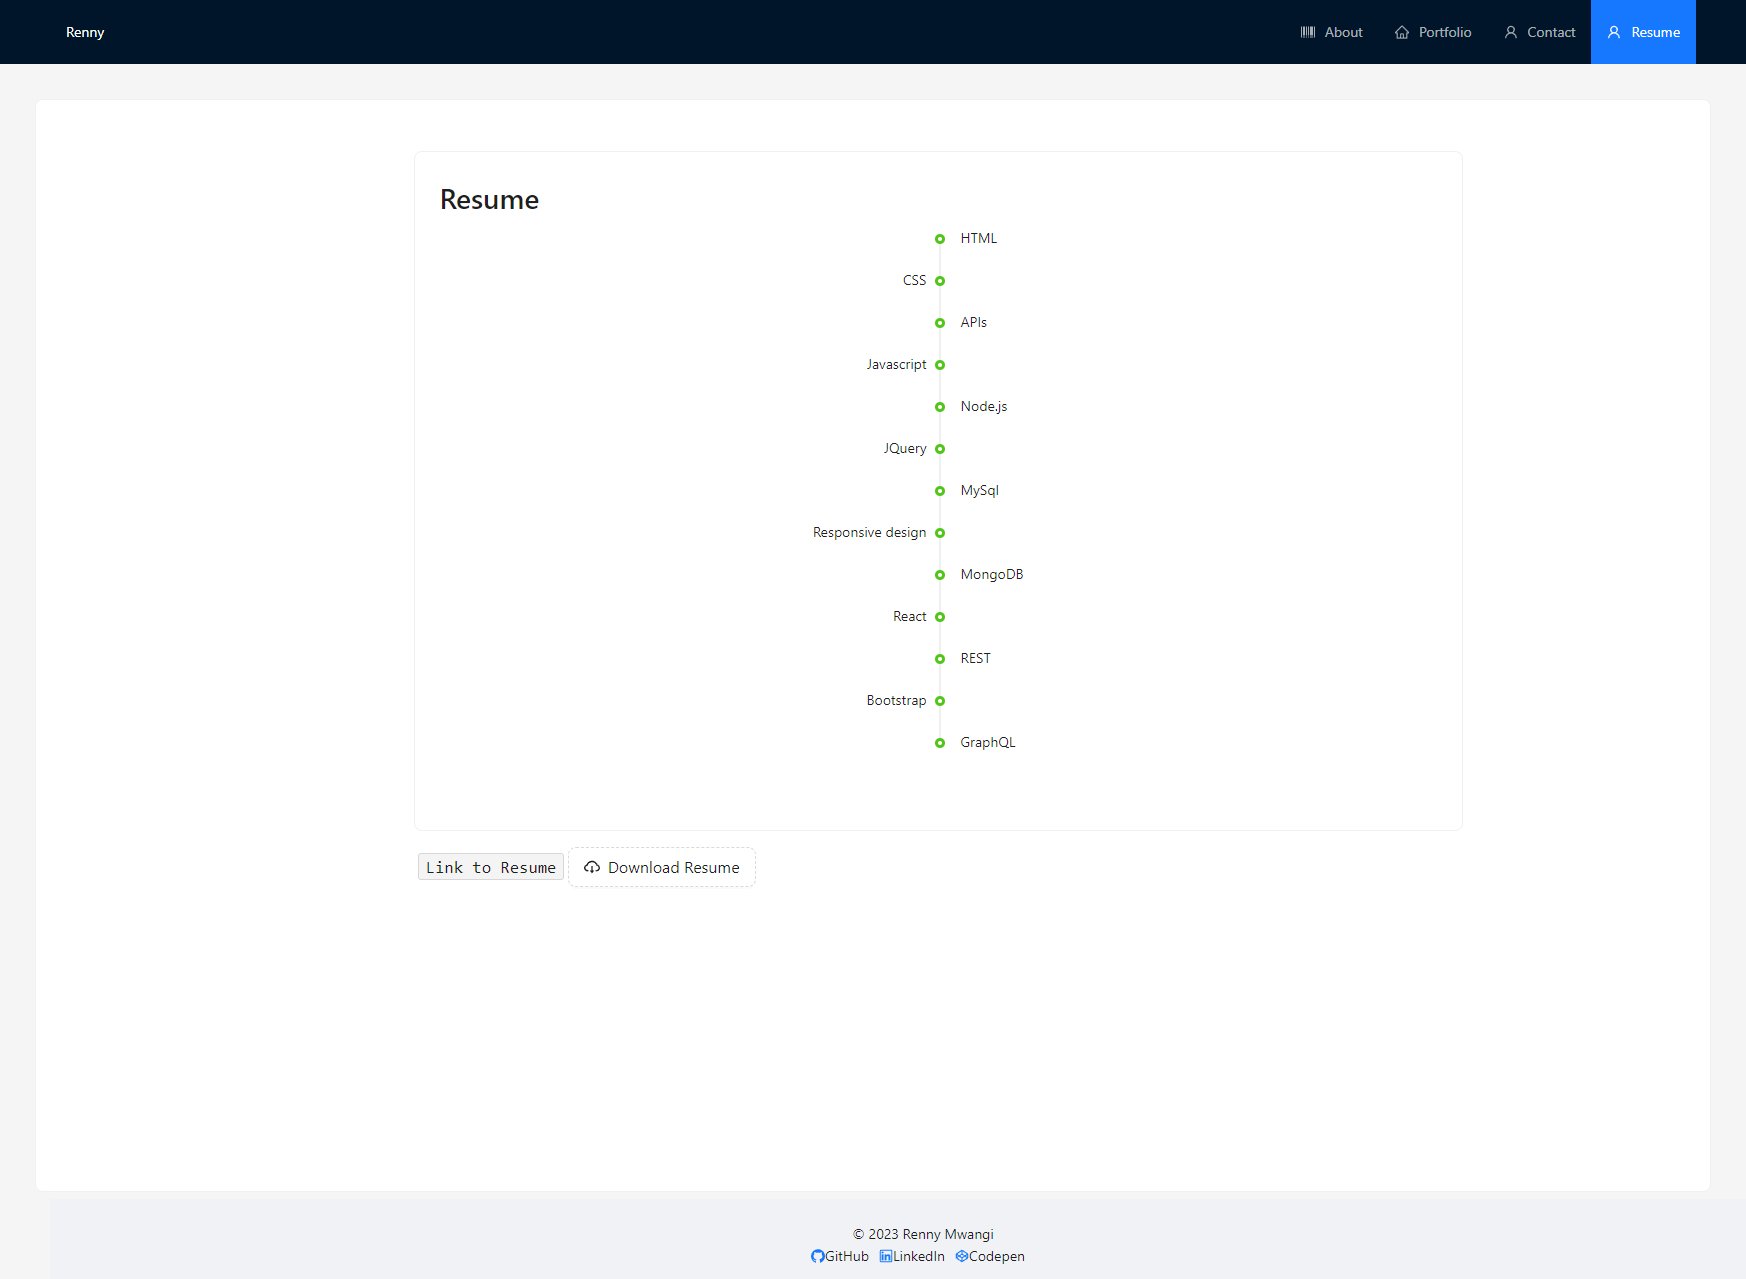 Renny
About
Portfolio
Contact
Resume
Resume
HTML
CSS
APIs
Javascript
Node.js
JQuery
MySql
Responsive design
MongoDB
React
REST
Bootstrap
GraphQL
Link to Resume
Download Resume
© 2023 Renny Mwangi
GitHub LinkedIn Codepen